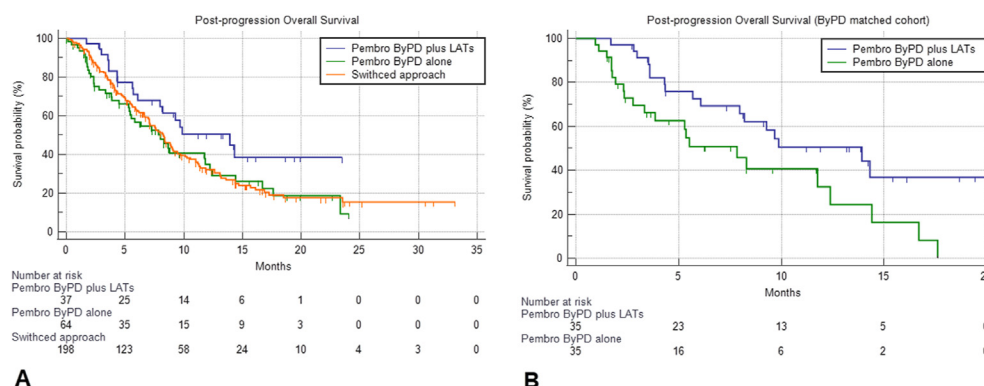 Post-progression Overall Survival
Pembro ByPD plus LATs
Pembro ByPD alone
Swithced approach
Survival probability (%)
100
80
60
40
20
0
0 5 10 15 20 25 30 35
Months
Number at risk
Pembro ByPD plus LATs
37 25 14 6 1 0 0 0
Pembro ByPD alone
64 35 15 9 3 0 0 0
Swithced approach
198 123 58 24 10 4 3 0
A
Post-progression Overall Survival (ByPD matched cohort)
Pembro ByPD plus LATs
Pembro ByPD alone
Survival probability (%)
100
80
60
40
20
0
0 5 10 15
Months
Number at risk
Pembro ByPD plus LATs
35 23 13 5
Pembro ByPD alone
35 16 6 2
B